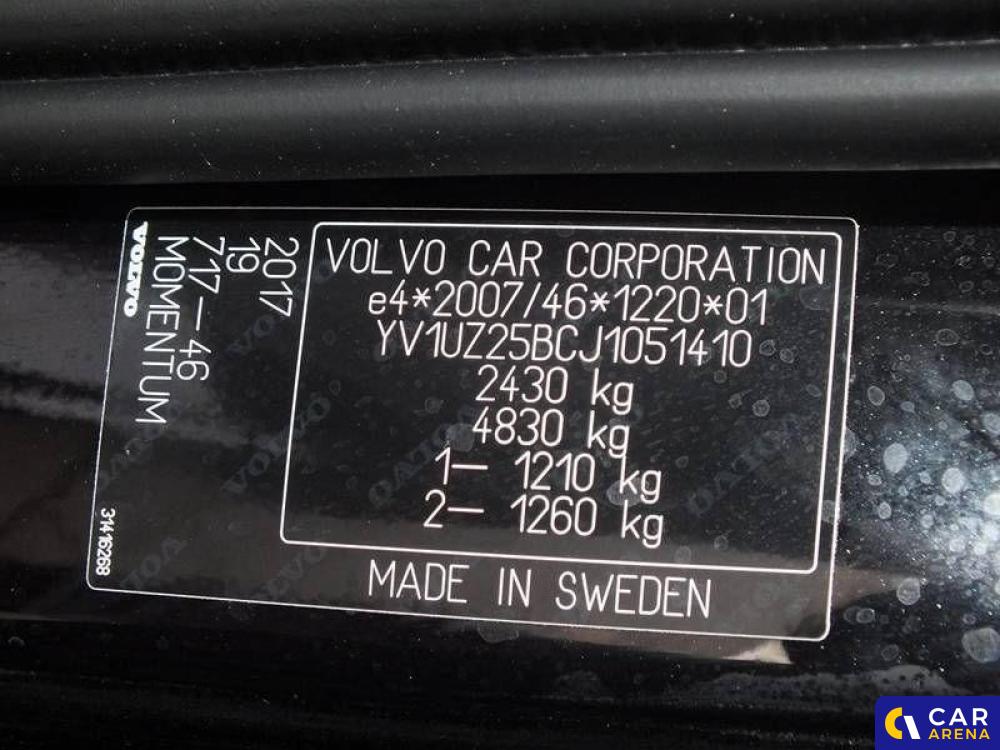 VOLVO CAR CORPORATION
e4*2007/46*1220*01
YV1UZ25BCJ1051410
2430 kg
4830 kg
1– 1210 kg
2– 1260 kg
MADE IN SWEDEN
2017
19
717–46
MOMENTUM
VOLVO
31416268
CAR
ARENA